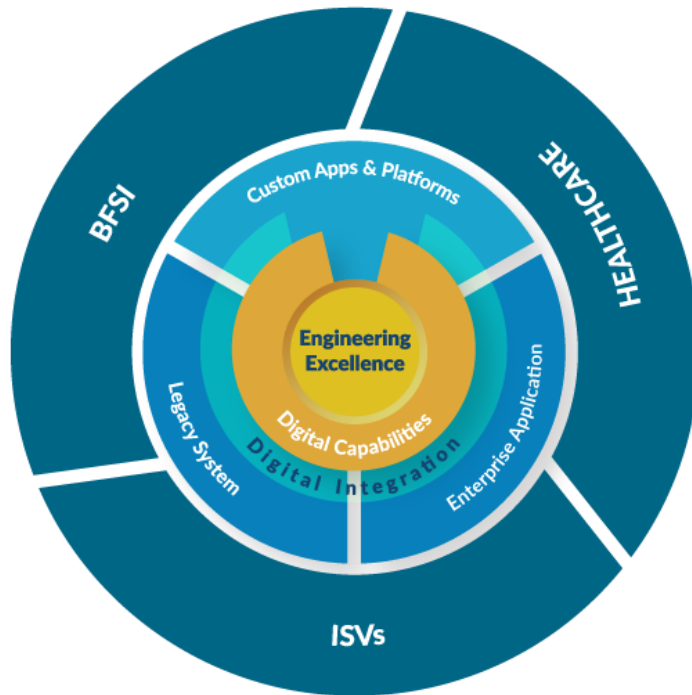 Custom Apps & Platforms
BFSI
HEALTHCARE
Engineering
Excellence
Legacy System
Digital Capabilities
Digital Integration
Enterprise Application
ISVs